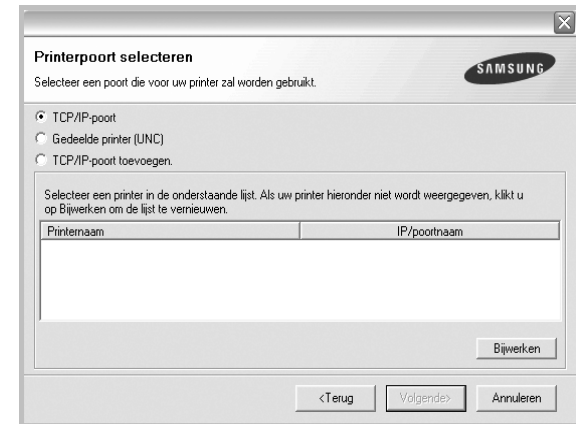 Printerpoort selecteren
Selecteer een poort die voor uw printer zal worden gebruikt.
SAMSUNG
TCP/IP-poort
Gedeelde printer (UNC)
TCP/IP-poort toevoegen.
Selecteer een printer in de onderstaande lijst. Als uw printer hieronder niet wordt weergegeven, klikt u
op Bijwerken om de lijst te vernieuwen.
Printernaam IP/poortnaam
Bijwerken
<Terug Volgende> Annuleren